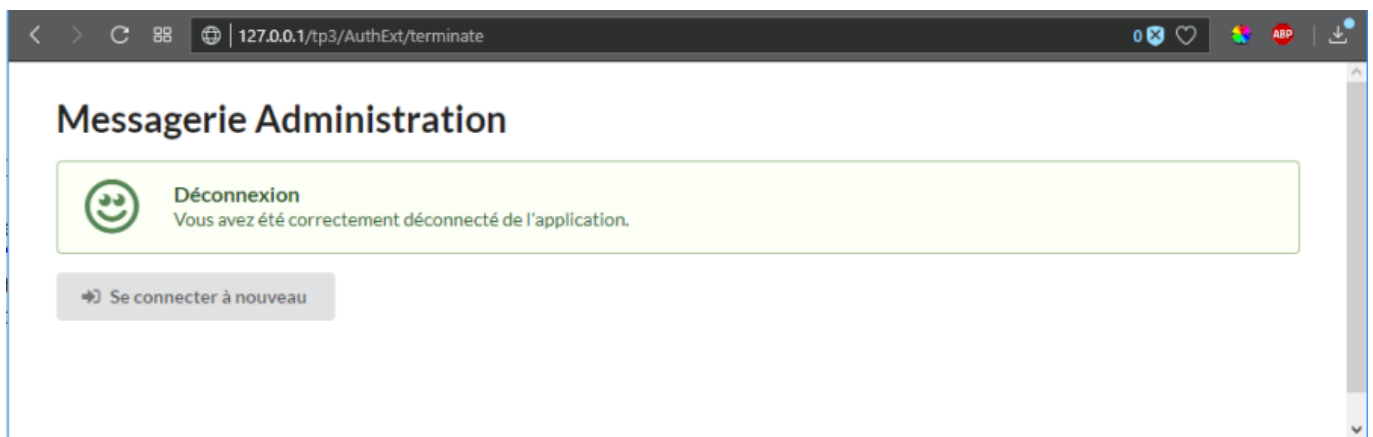 127.0.0.1/tp3/AuthExt/terminate
0
ABP
Messagerie Administration
Déconnexion
Vous avez été correctement déconnecté de l'application.
Se connecter à nouveau